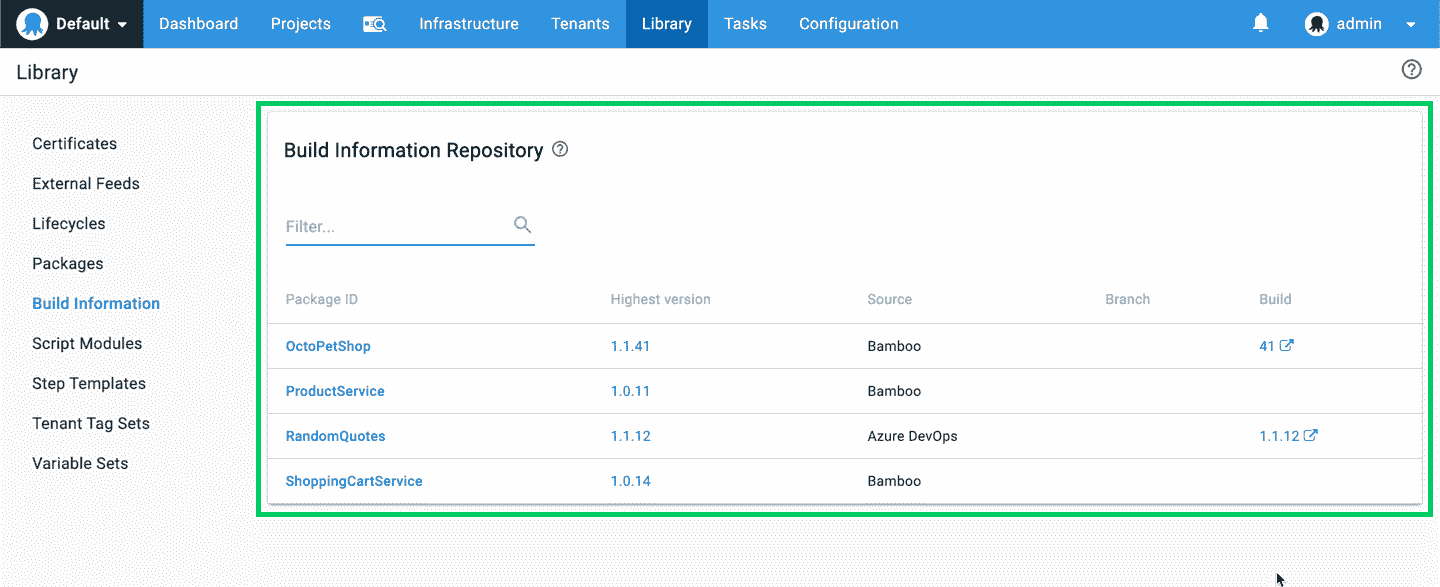 Default Dashboard Projects Infrastructure Tenants Library Tasks Configuration admin
Library
Certificates
External Feeds
Lifecycles
Packages
Build Information
Script Modules
Step Templates
Tenant Tag Sets
Variable Sets
Build Information Repository
Filter...
Package ID Highest version Source Branch Build
OctoPetShop 1.1.41 Bamboo 41
ProductService 1.0.11 Bamboo
RandomQuotes 1.1.12 Azure DevOps 1.1.12
ShoppingCartService 1.0.14 Bamboo